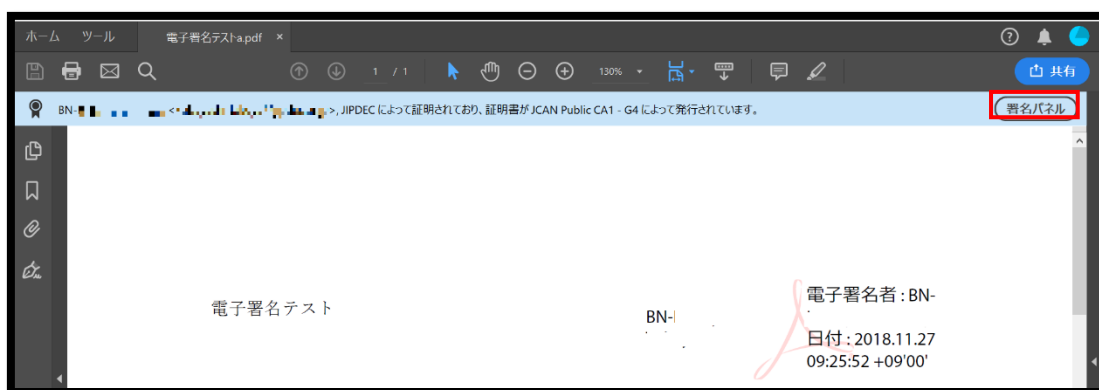 ホーム ツール 電子署名テストa.pdf ×
1 / 1 130% 共有
BN- < >, JIPDEC によって証明されており、証明書が JCAN Public CA1 - G4 によって発行されています。 署名パネル
電子署名テスト
BN-
電子署名者 : BN-
日付 : 2018.11.27
09:25:52 +09'00'